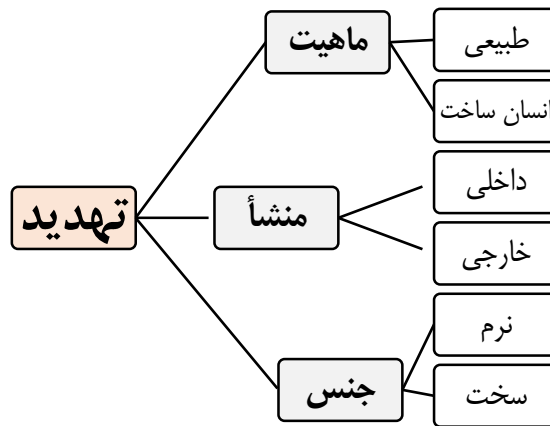 تهدید
ماهیت
طبیعی
انسان ساخت
منشأ
داخلی
خارجی
جنس
نرم
سخت